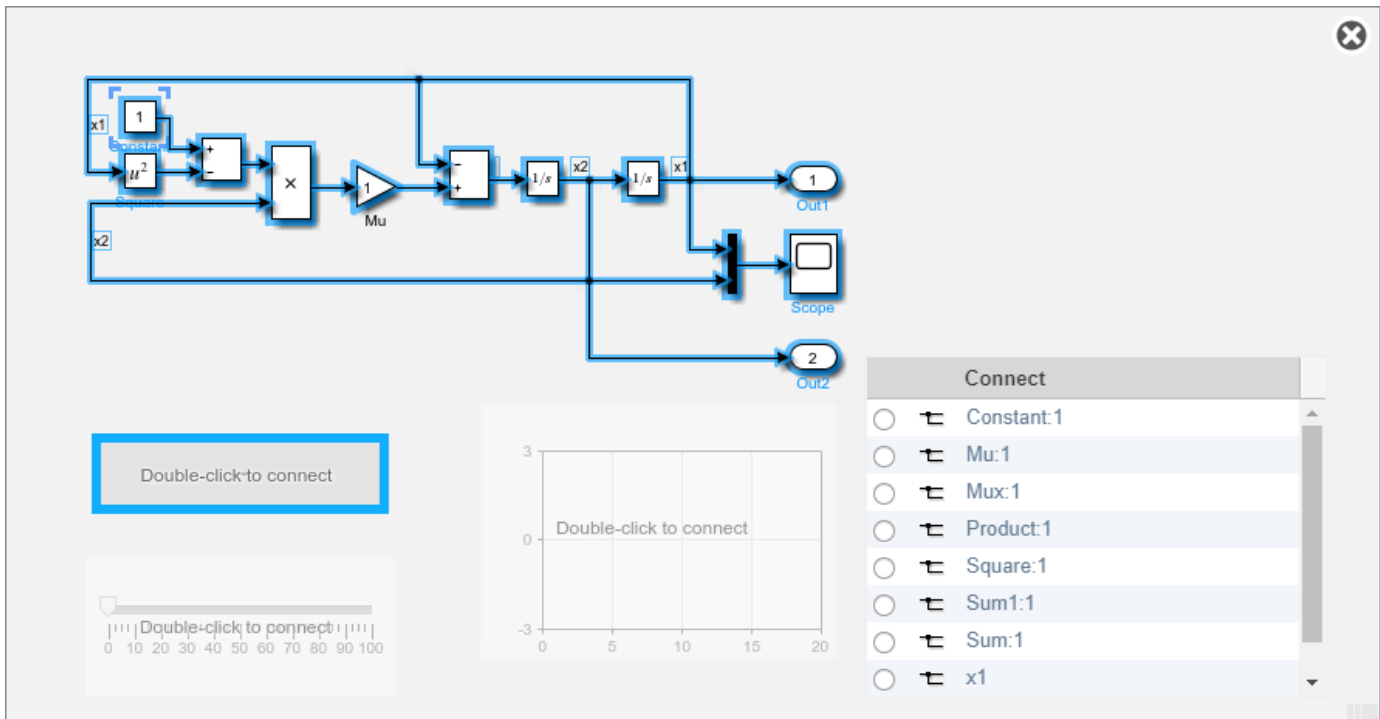 x1
1
Constant
u²
Square
+
−
×
1
Mu
−
+
1/s
x2
1/s
x1
1
Out1
x2
Scope
2
Out2
Connect
Constant:1
Mu:1
Mux:1
Product:1
Square:1
Sum1:1
Sum:1
x1
Double-click to connect
Double-click to connect
0 10 20 30 40 50 60 70 80 90 100
3
0
-3
Double-click to connect
0 5 10 15 20